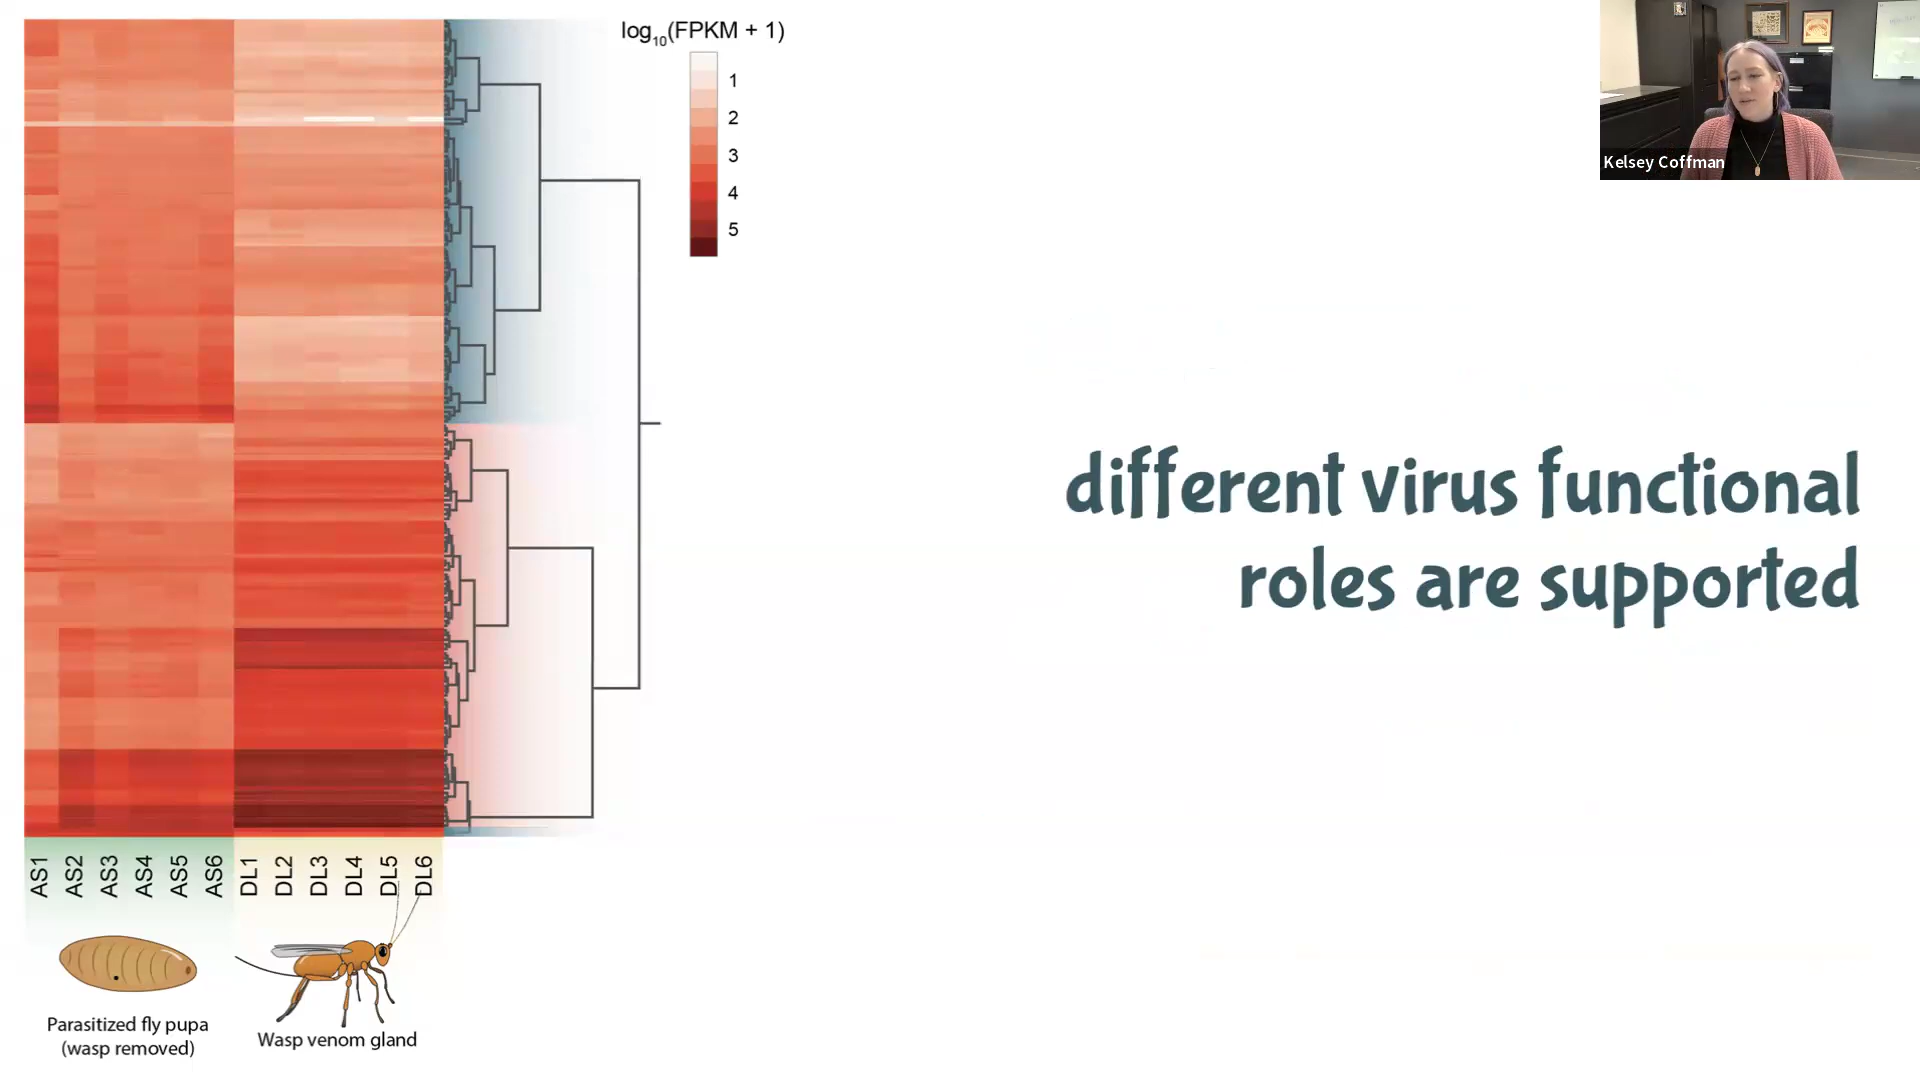 log10(FPKM + 1)
1
2
3
4
5
Kelsey Coffman
different virus functional
roles are supported
AS1
AS2
AS3
AS4
AS5
AS6
DL1
DL2
DL3
DL4
DL5
DL6
Parasitized fly pupa
(wasp removed)
Wasp venom gland